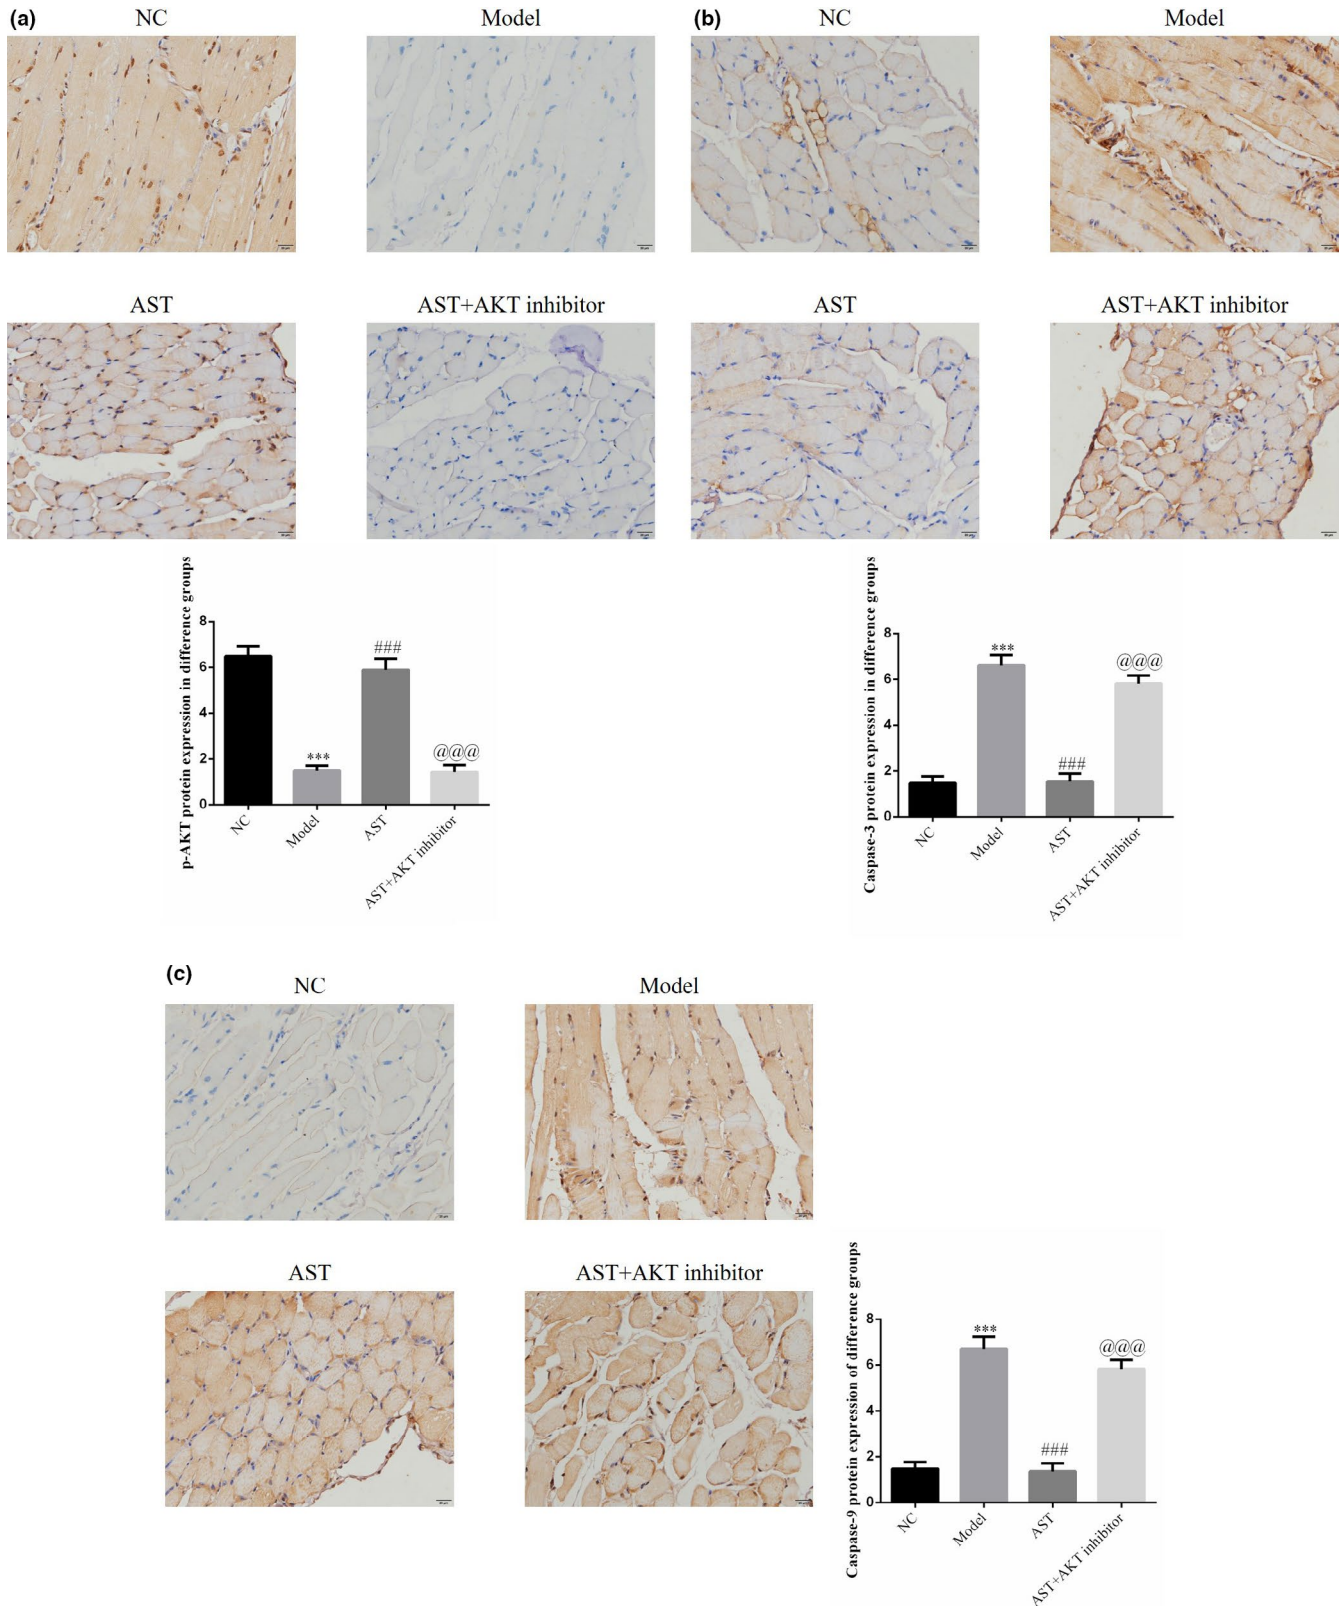 (a)
NC
Model
(b)
NC
Model
AST
AST+AKT inhibitor
AST
AST+AKT inhibitor
p-AKT protein expression in difference groups
8
6
4
2
0
***
###
@@@
NC
Model
AST
AST+AKT inhibitor
Caspase-3 protein expression in difference groups
8
6
4
2
0
***
###
@@@
NC
Model
AST
AST+AKT inhibitor
(c)
NC
Model
AST
AST+AKT inhibitor
Caspase-9 protein expression of difference groups
8
6
4
2
0
***
###
@@@
NC
Model
AST
AST+AKT inhibitor